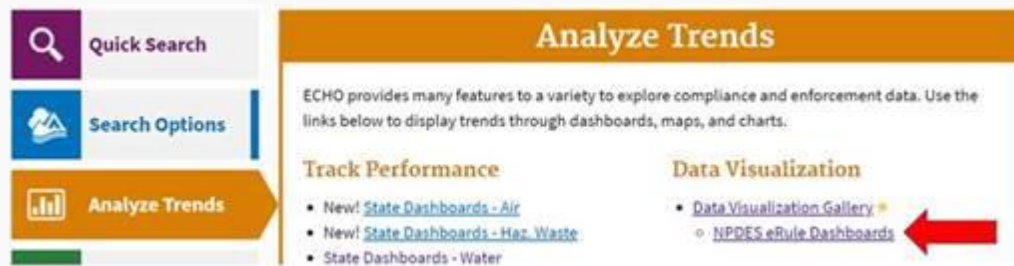 Quick Search
Search Options
Analyze Trends
Analyze Trends
ECHO provides many features to a variety to explore compliance and enforcement data. Use the
links below to display trends through dashboards, maps, and charts.
Track Performance
• New! State Dashboards - Air
• New! State Dashboards - Haz. Waste
• State Dashboards - Water
Data Visualization
• Data Visualization Gallery
○ NPDES eRule Dashboards